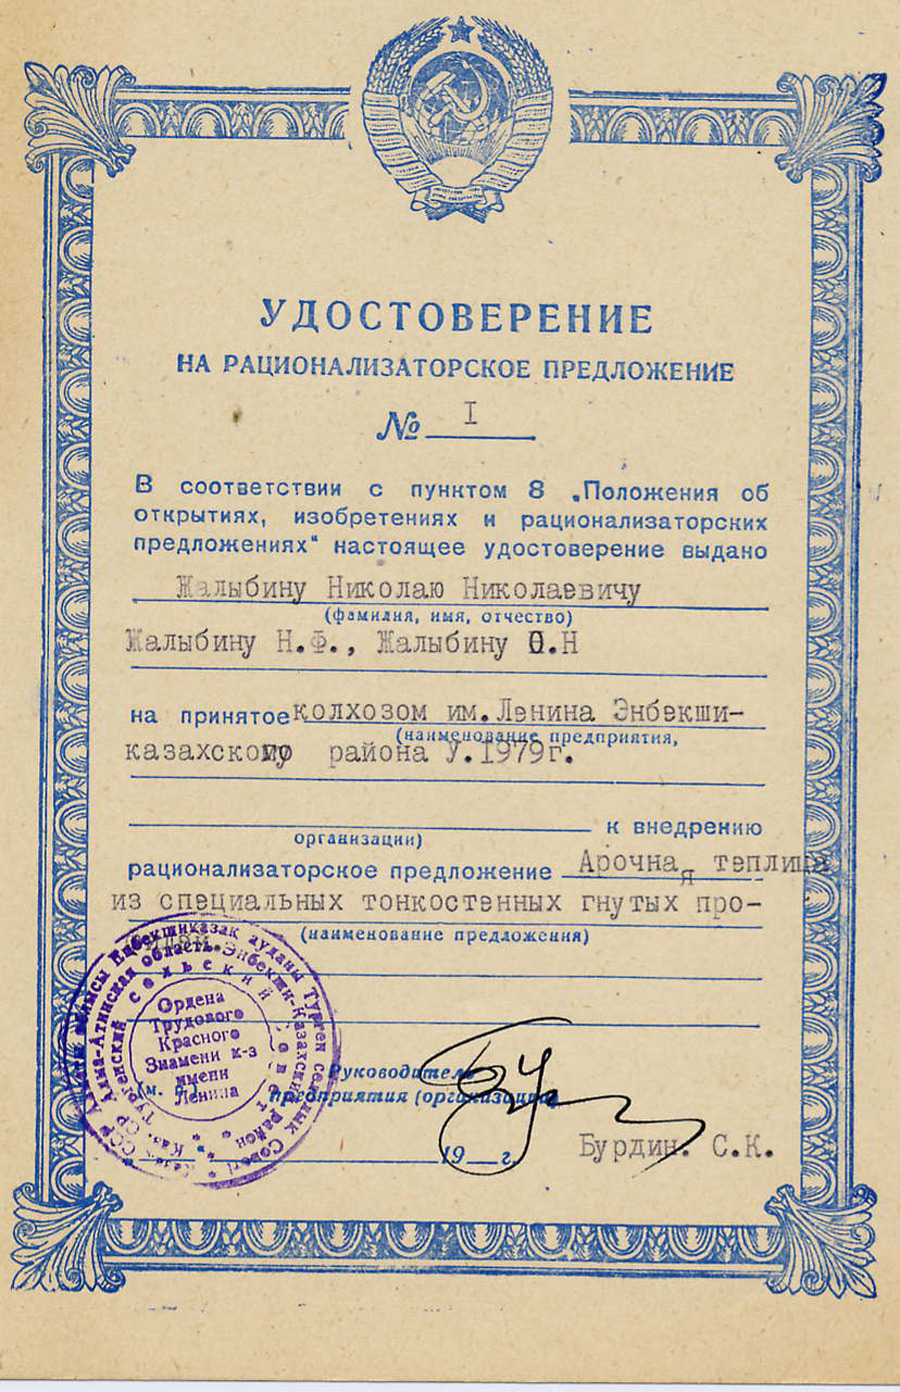 УДОСТОВЕРЕНИЕ
НА РАЦИОНАЛИЗАТОРСКОЕ ПРЕДЛОЖЕНИЕ
№ I
В соответствии с пунктом 8 „Положения об
открытиях, изобретениях и рационализаторских
предложениях“ настоящее удостоверение выдано
Жалыбину Николаю Николаевичу
(фамилия, имя, отчество)
Жалыбину Н.Ф., Жалыбину О.Н
на принятое колхозом им.Ленина Энбекши-
(наименование предприятия,
казахского района У.1979г.
к внедрению
организации)
рационализаторское предложение Арочная теплица
из специальных тонкостенных гнутых про-
(наименование предложения)
Ордена
Трудового
Красного
Знамени к-з
имени
Ленина
(м. п.)
Руководитель
предприятия (организации)
19 г.
Бурдин. С.К.